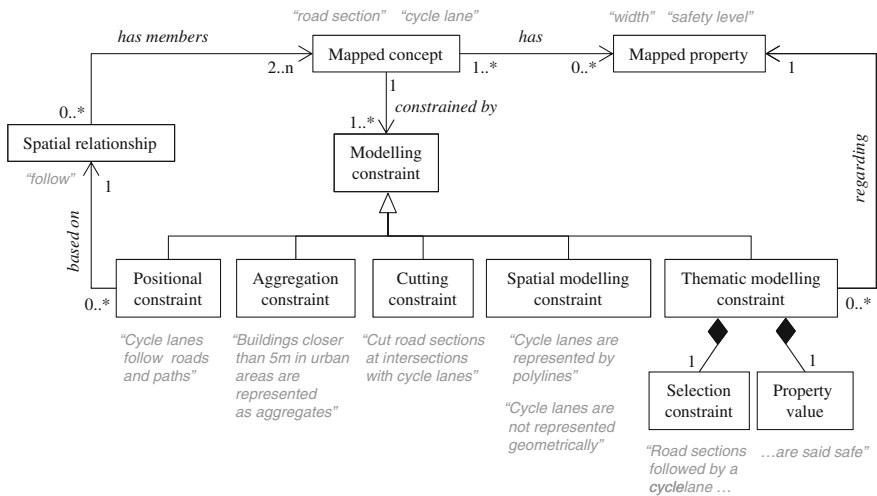 “road section” “cycle lane”
“width” “safety level”
has members
Mapped concept
has
Mapped property
2..n
1..*
0..*
1
1
constrained by
0..*
1..*
Spatial relationship
Modelling
constraint
regarding
“follow”
1
based on
Positional
constraint
Aggregation
constraint
Cutting
constraint
Spatial modelling
constraint
Thematic modelling
constraint
0..*
0..*
“Cycle lanes
follow roads
and paths”
“Buildings closer
than 5m in urban
areas are
represented
as aggregates”
“Cut road sections
at intersections
with cycle lanes”
“Cycle lanes are
represented by
polylines”
“Cycle lanes are
not represented
geometrically”
1
1
Selection
constraint
Property
value
“Road sections
followed by a
cyclelane ...
...are said safe”